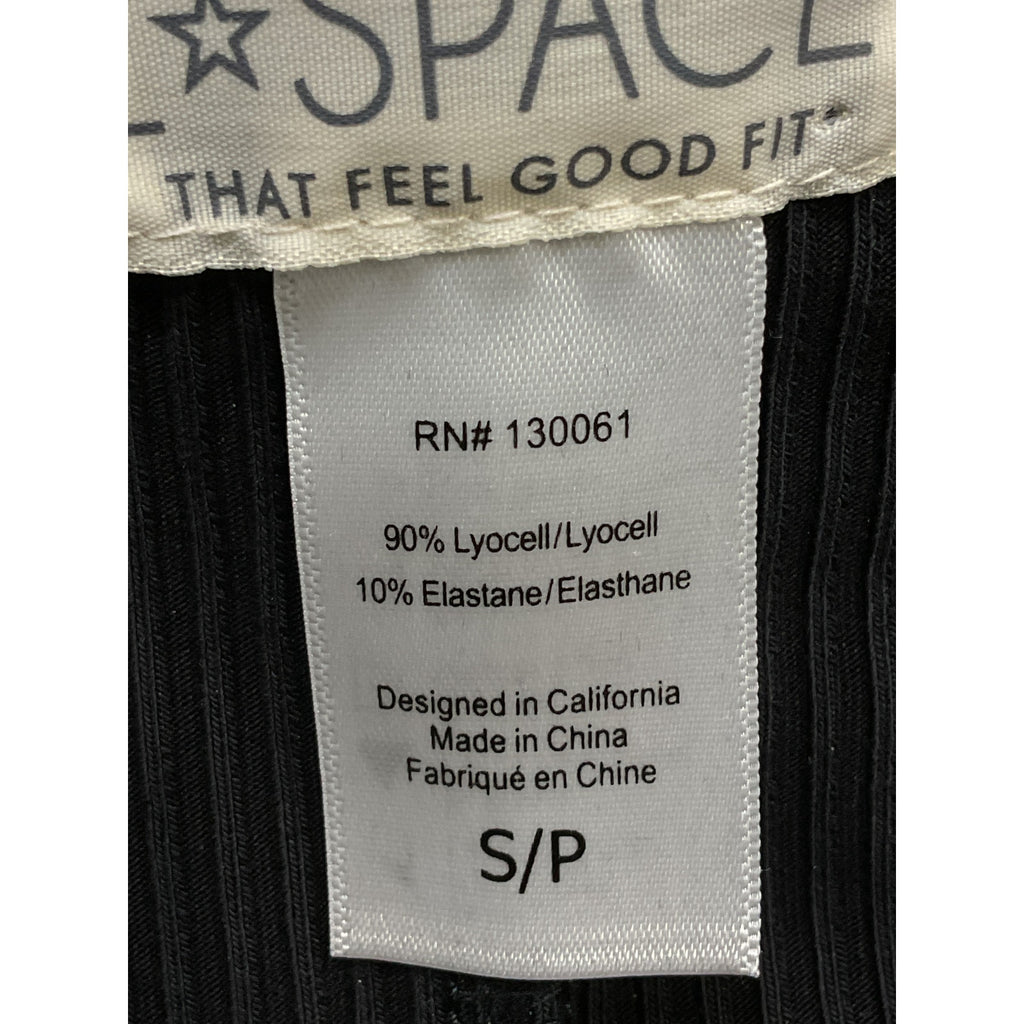 SPACE
THAT FEEL GOOD FIT
RN# 130061
90% Lyocell/Lyocell
10% Elastane/Elasthane
Designed in California
Made in China
Fabriqué en Chine
S/P